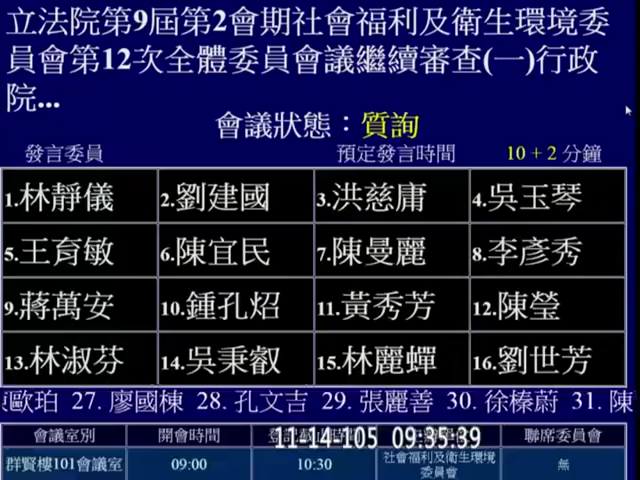 立法院第9屆第2會期社會福利及衛生環境委
員會第12次全體委員會議繼續審查(一)行政
院...
會議狀態：質詢
發言委員 預定發言時間 10 + 2 分鐘
1.林靜儀 2.劉建國 3.洪慈庸 4.吳玉琴
5.王育敏 6.陳宜民 7.陳曼麗 8.李彥秀
9.蔣萬安 10.鍾孔炤 11.黃秀芳 12.陳瑩
13.林淑芬 14.吳秉叡 15.林麗蟬 16.劉世芳
歐珀 27. 廖國棟 28. 孔文吉 29. 張麗善 30. 徐榛蔚 31. 陳
會議室別 開會時間 聯席委員會
11-14-105 09:35:39
群賢樓101會議室 09:00 10:30 社會福利及衛生環境 無
委員會